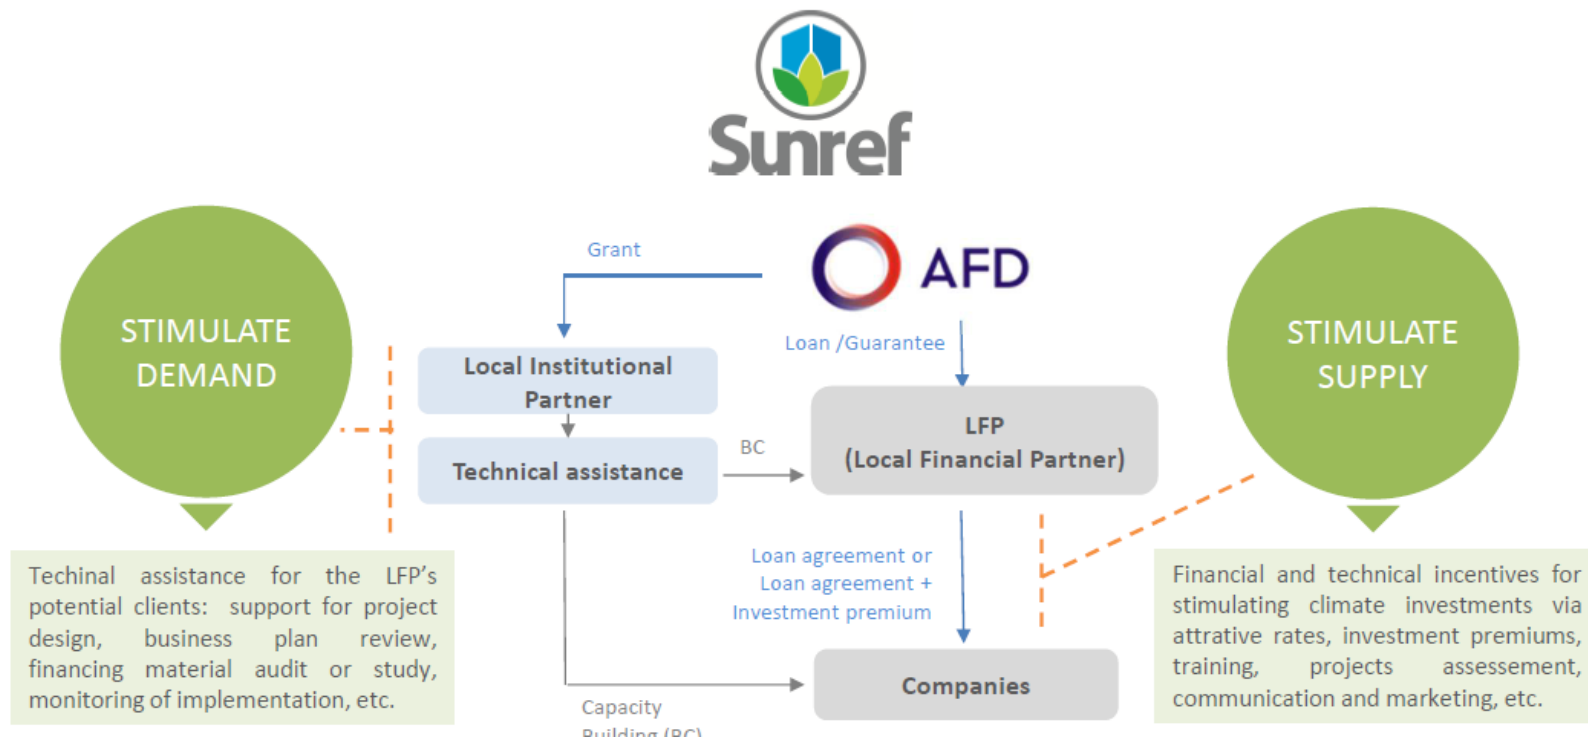 Sunref
AFD
Grant
Loan /Guarantee
STIMULATE
DEMAND
Local Institutional
Partner
Technical assistance
BC
LFP
(Local Financial Partner)
STIMULATE
SUPPLY
Loan agreement or
Loan agreement +
Investment premium
Companies
Capacity
Building (BC)
Techinal assistance for the LFP's
potential clients: support for project
design, business plan review,
financing material audit or study,
monitoring of implementation, etc.
Financial and technical incentives for
stimulating climate investments via
attrative rates, investment premiums,
training, projects assessement,
communication and marketing, etc.